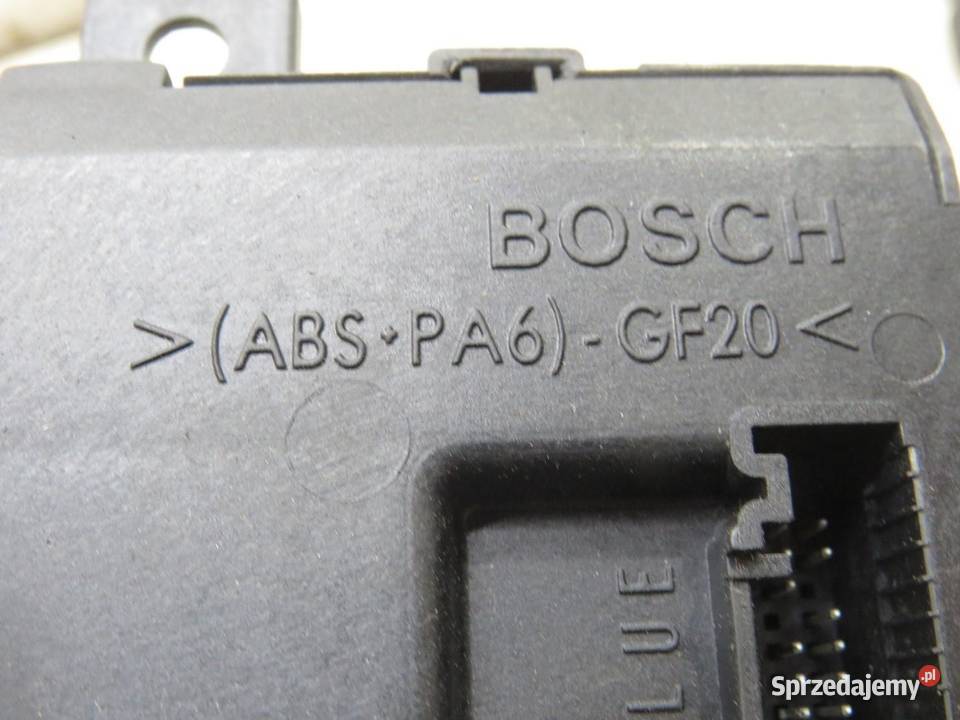 BOSCH
>(ABS+PA6)-GF20<
LUE
Sprzedajemy.pl